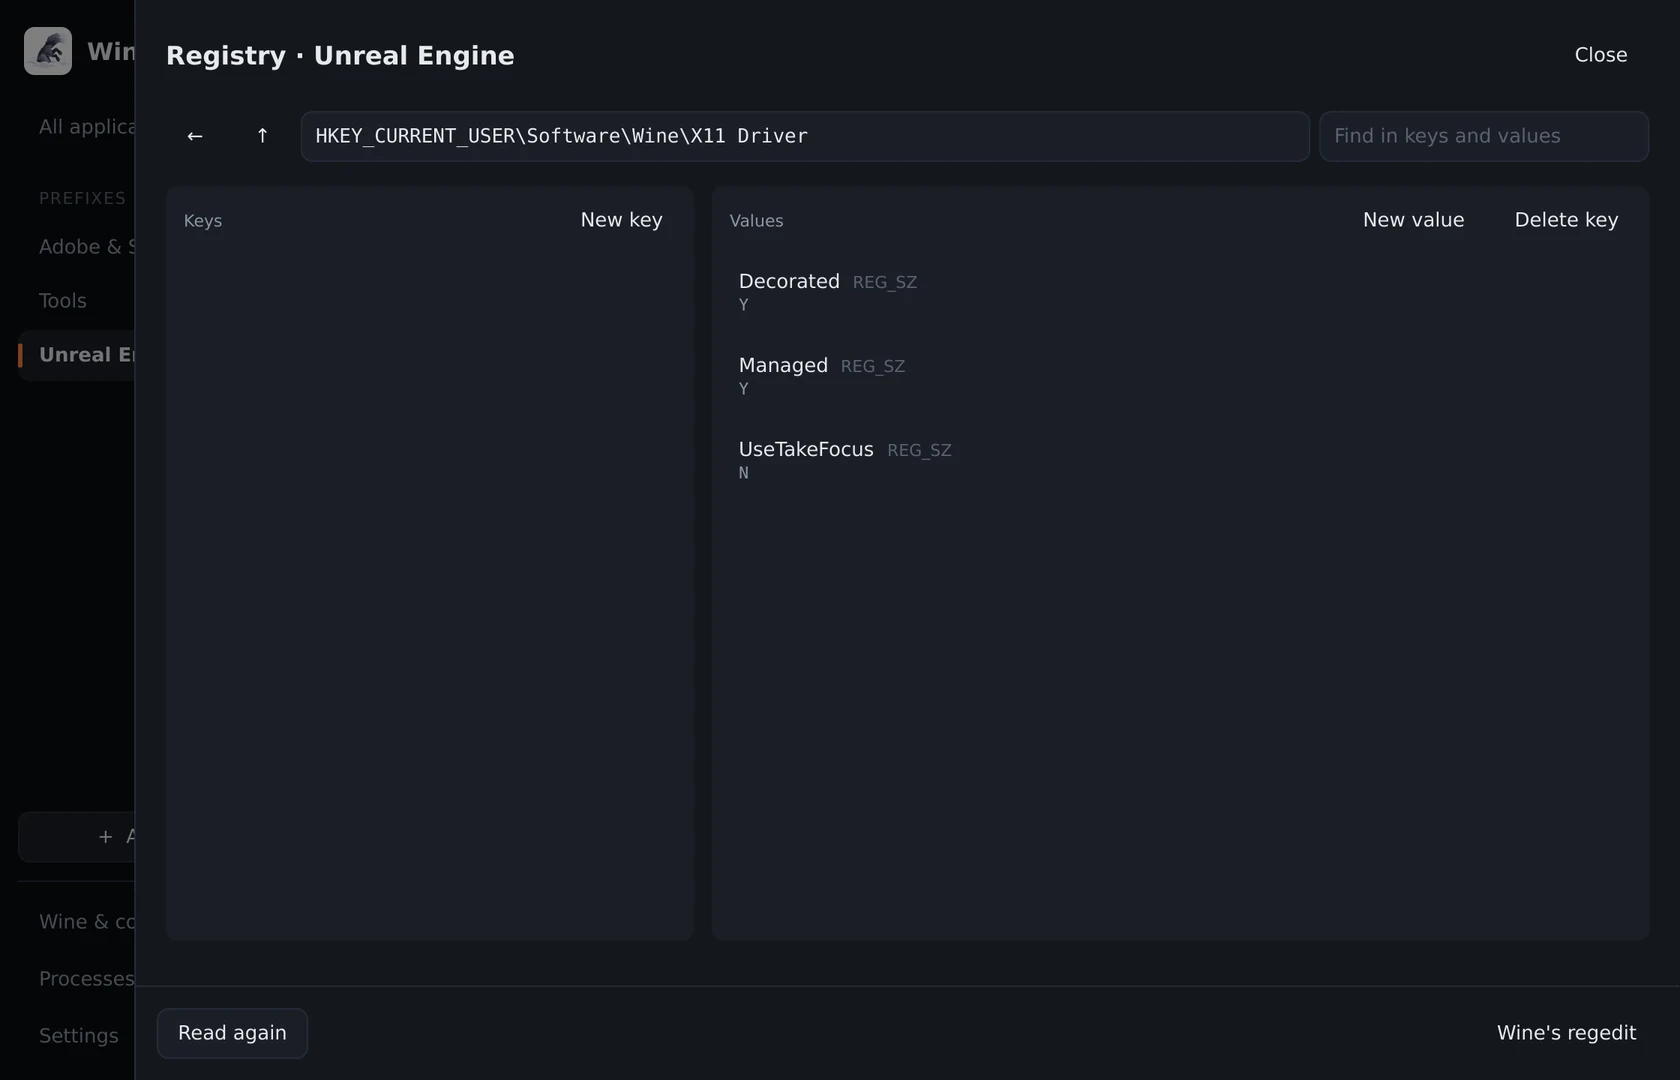 Win
All applica
PREFIXES
Adobe & S
Tools
Unreal E
+ A
Wine & co
Processes
Settings
Registry · Unreal Engine
Close
← ↑ HKEY_CURRENT_USER\Software\Wine\X11 Driver
Find in keys and values
Keys
New key
Values
New value
Delete key
Decorated REG_SZ
Y
Managed REG_SZ
Y
UseTakeFocus REG_SZ
N
Read again
Wine's regedit